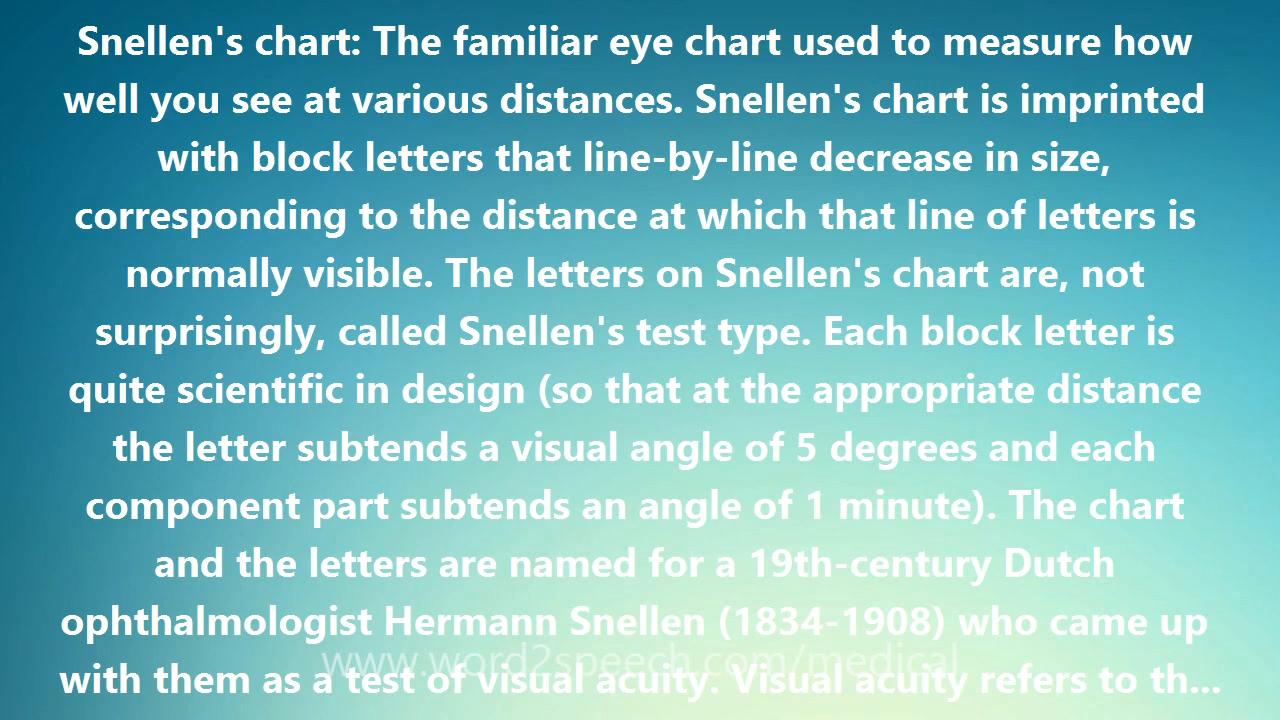 Snellen's chart: The familiar eye chart used to measure how
well you see at various distances. Snellen's chart is imprinted
with block letters that line-by-line decrease in size,
corresponding to the distance at which that line of letters is
normally visible. The letters on Snellen's chart are, not
surprisingly, called Snellen's test type. Each block letter is
quite scientific in design (so that at the appropriate distance
the letter subtends a visual angle of 5 degrees and each
component part subtends an angle of 1 minute). The chart
and the letters are named for a 19th-century Dutch
ophthalmologist Hermann Snellen (1834-1908) who came up
www.word2speech.com/medical
with them as a test of visual acuity. Visual acuity refers to th...